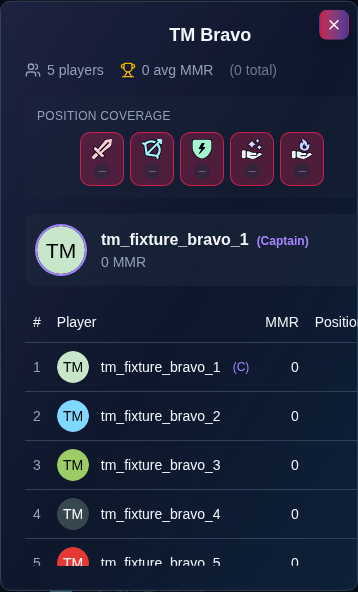 TM Bravo
5 players 0 avg MMR (0 total)
POSITION COVERAGE
– – – – –
TM tm_fixture_bravo_1 (Captain)
0 MMR
# Player MMR Position
1 TM tm_fixture_bravo_1 (C) 0
2 TM tm_fixture_bravo_2 0
3 TM tm_fixture_bravo_3 0
4 TM tm_fixture_bravo_4 0
5 TM tm_fixture_bravo_5 0